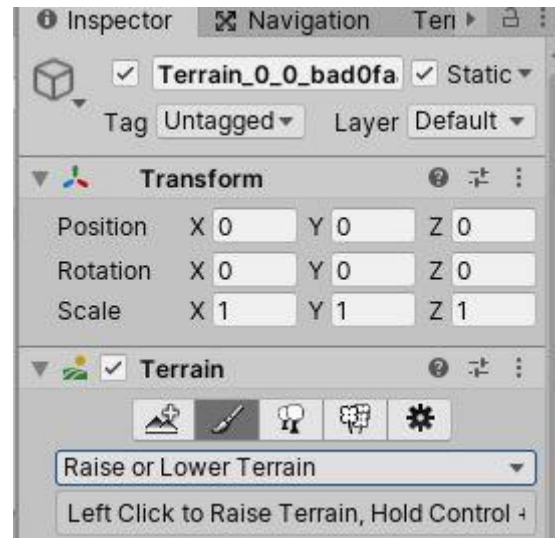 Inspector Navigation Terr
Terrain_0_0_bad0fa Static
Tag Untagged Layer Default
Transform
Position X 0 Y 0 Z 0
Rotation X 0 Y 0 Z 0
Scale X 1 Y 1 Z 1
Terrain
Raise or Lower Terrain
Left Click to Raise Terrain, Hold Control +